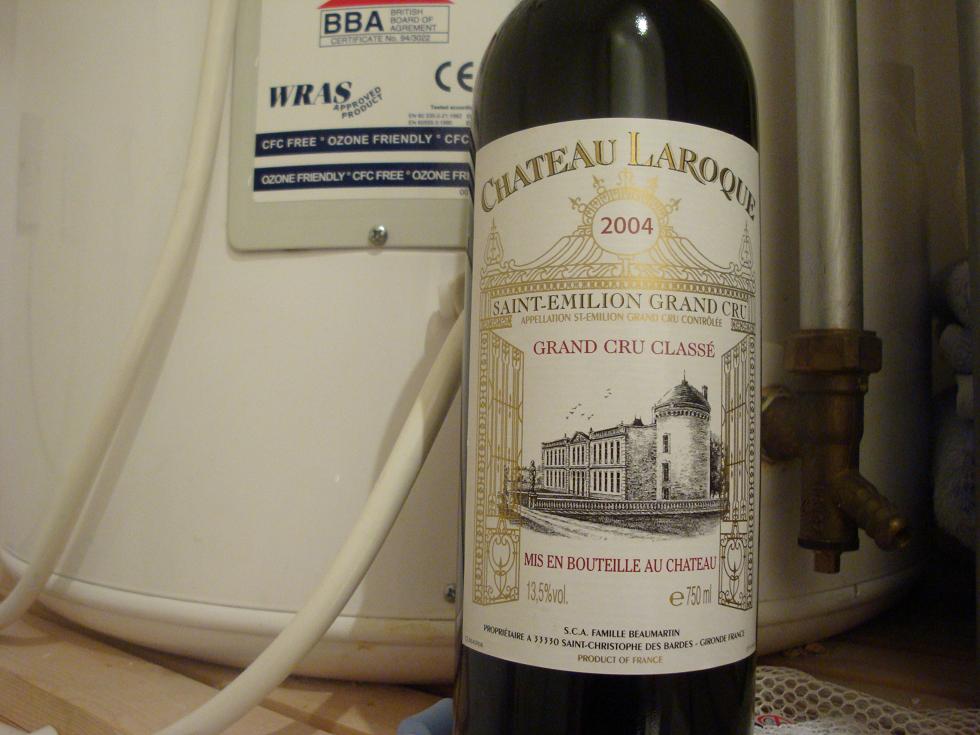 BBA BRITISH BOARD OF AGREMENT
CERTIFICATE No. 94/3022
WRAS APPROVED PRODUCT
CE
CFC FREE * OZONE FRIENDLY * CFC
OZONE FRIENDLY * CFC FREE * OZONE FRI
CHATEAU LAROQUE
2004
SAINT-EMILION GRAND CRU
APPELLATION ST-EMILION GRAND CRU CONTRÔLÉE
GRAND CRU CLASSÉ
MIS EN BOUTEILLE AU CHATEAU
13,5%vol. e 750 ml
S.C.A. FAMILLE BEAUMARTIN
PROPRIÉTAIRE A 33330 SAINT-CHRISTOPHE DES BARDES - GIRONDE FRANCE
PRODUCT OF FRANCE